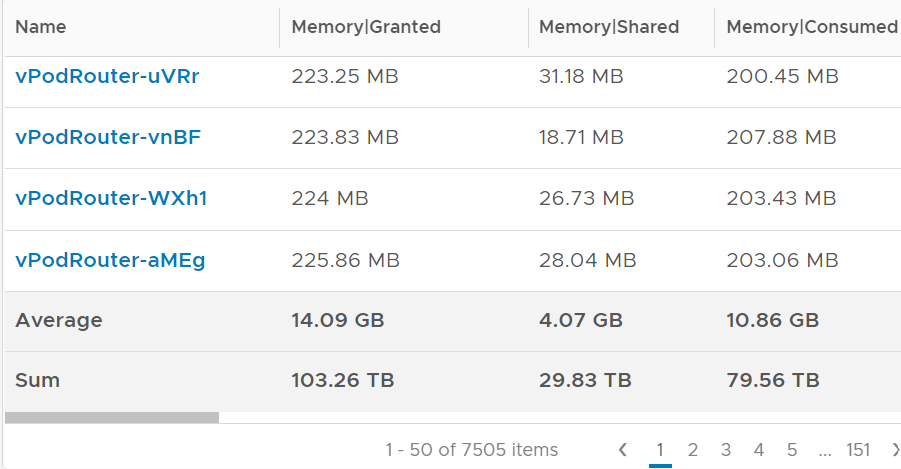 Name Memory|Granted Memory|Shared Memory|Consumed
vPodRouter-uVRr 223.25 MB 31.18 MB 200.45 MB
vPodRouter-vnBF 223.83 MB 18.71 MB 207.88 MB
vPodRouter-WXh1 224 MB 26.73 MB 203.43 MB
vPodRouter-aMEg 225.86 MB 28.04 MB 203.06 MB
Average 14.09 GB 4.07 GB 10.86 GB
Sum 103.26 TB 29.83 TB 79.56 TB
1 - 50 of 7505 items ‹ 1 2 3 4 5 ... 151 ›